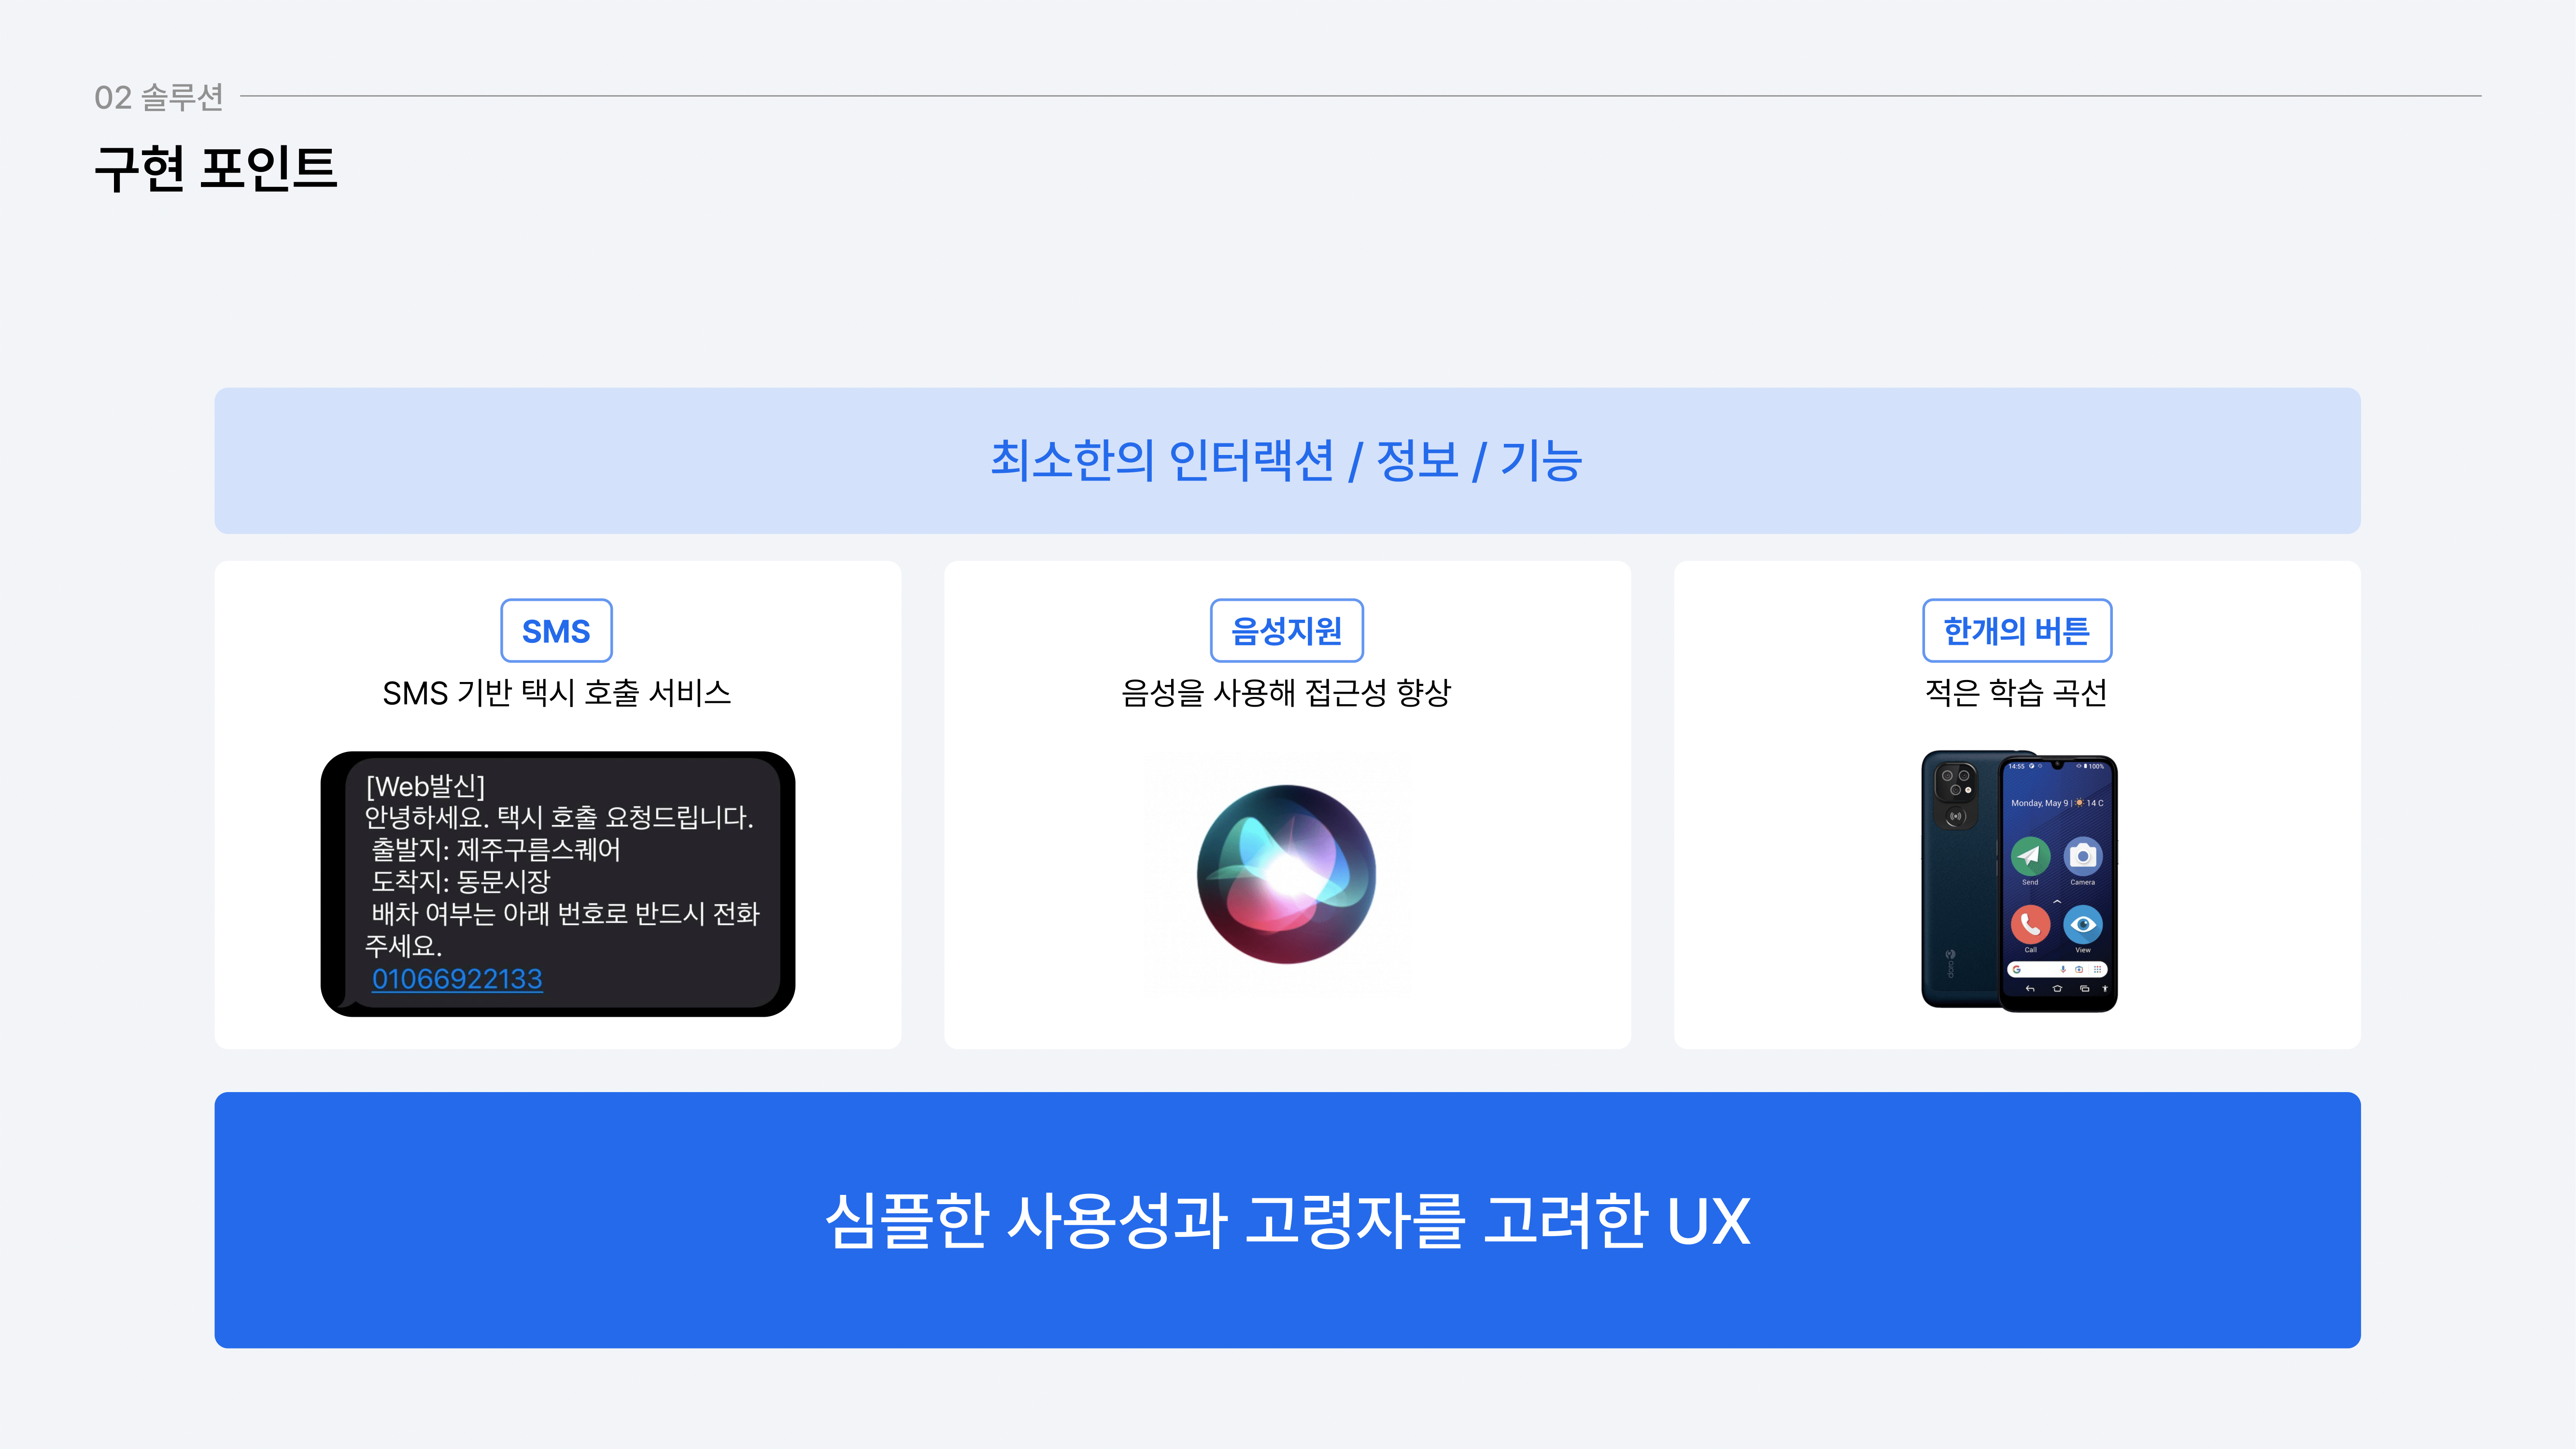 02 솔루션
구현 포인트
최소한의 인터랙션 / 정보 / 기능
SMS
SMS 기반 택시 호출 서비스
[Web발신]
안녕하세요. 택시 호출 요청드립니다.
출발지: 제주구름스퀘어
도착지: 동문시장
배차 여부는 아래 번호로 반드시 전화
주세요.
01066922133
음성지원
음성을 사용해 접근성 향상
한개의 버튼
적은 학습 곡선
doro
14:55
100%
Monday, May 9 | 14 C
Send
Camera
Call
View
심플한 사용성과 고령자를 고려한 UX